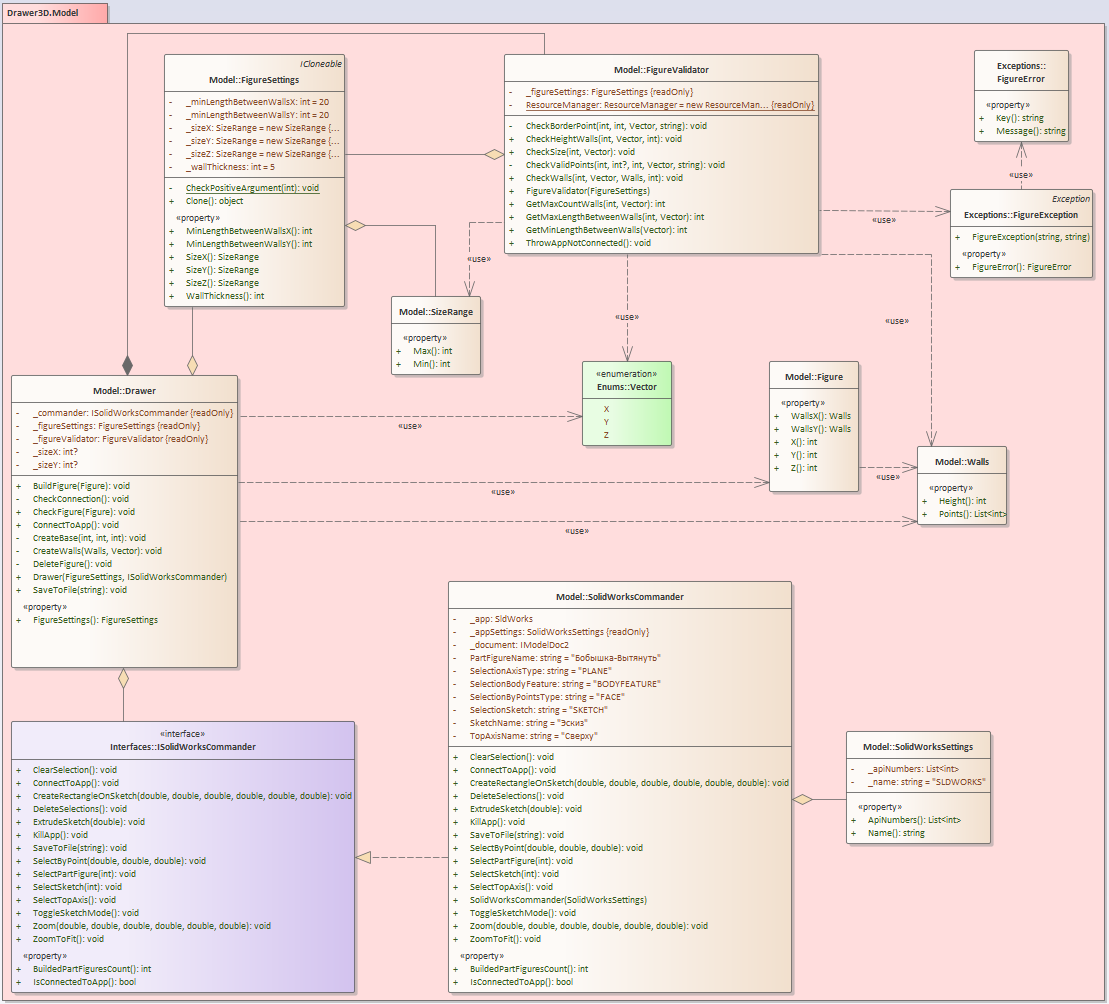 Drawer3D.Model
ICloneable
Model::FigureSettings
- _minLengthBetweenWallsX: int = 20
- _minLengthBetweenWallsY: int = 20
- _sizeX: SizeRange = new SizeRange {...
- _sizeY: SizeRange = new SizeRange {...
- _sizeZ: SizeRange = new SizeRange {...
- _wallThickness: int = 5
- CheckPositiveArgument(int): void
+ Clone(): object
«property»
+ MinLengthBetweenWallsX(): int
+ MinLengthBetweenWallsY(): int
+ SizeX(): SizeRange
+ SizeY(): SizeRange
+ SizeZ(): SizeRange
+ WallThickness(): int
Model::FigureValidator
- _figureSettings: FigureSettings {readOnly}
- ResourceManager: ResourceManager = new ResourceMan... {readOnly}
- CheckBorderPoint(int, int, Vector, string): void
+ CheckHeightWalls(int, Vector, int): void
+ CheckSize(int, Vector): void
- CheckValidPoints(int, int?, int, Vector, string): void
+ CheckWalls(int, Vector, Walls, int): void
+ FigureValidator(FigureSettings)
+ GetMaxCountWalls(int, Vector): int
+ GetMaxLengthBetweenWalls(int, Vector): int
+ GetMinLengthBetweenWalls(Vector): int
+ ThrowAppNotConnected(): void
Exceptions::
FigureError
«property»
+ Key(): string
+ Message(): string
«use»
Exception
Exceptions::FigureException
+ FigureException(string, string)
«property»
+ FigureError(): FigureError
«use»
«use»
«use»
«use»
Model::SizeRange
«property»
+ Max(): int
+ Min(): int
«enumeration»
Enums::Vector
X
Y
Z
Model::Figure
«property»
+ WallsX(): Walls
+ WallsY(): Walls
+ X(): int
+ Y(): int
+ Z(): int
«use»
Model::Walls
«property»
+ Height(): int
+ Points(): List<int>
Model::Drawer
- _commander: ISolidWorksCommander {readOnly}
- _figureSettings: FigureSettings {readOnly}
- _figureValidator: FigureValidator {readOnly}
- _sizeX: int?
- _sizeY: int?
+ BuildFigure(Figure): void
- CheckConnection(): void
+ CheckFigure(Figure): void
+ ConnectToApp(): void
- CreateBase(int, int, int): void
- CreateWalls(Walls, Vector): void
- DeleteFigure(): void
+ Drawer(FigureSettings, ISolidWorksCommander)
+ SaveToFile(string): void
«property»
+ FigureSettings(): FigureSettings
«use»
«use»
«use»
«interface»
Interfaces::ISolidWorksCommander
+ ClearSelection(): void
+ ConnectToApp(): void
+ CreateRectangleOnSketch(double, double, double, double, double, double): void
+ DeleteSelections(): void
+ ExtrudeSketch(double): void
+ KillApp(): void
+ SaveToFile(string): void
+ SelectByPoint(double, double, double): void
+ SelectPartFigure(int): void
+ SelectSketch(int): void
+ SelectTopAxis(): void
+ ToggleSketchMode(): void
+ Zoom(double, double, double, double, double, double): void
+ ZoomToFit(): void
«property»
+ BuildedPartFiguresCount(): int
+ IsConnectedToApp(): bool
Model::SolidWorksCommander
- _app: SldWorks
- _appSettings: SolidWorksSettings {readOnly}
- _document: IModelDoc2
- PartFigureName: string = "Бобышка-Вытянуть"
- SelectionAxisType: string = "PLANE"
- SelectionBodyFeature: string = "BODYFEATURE"
- SelectionByPointsType: string = "FACE"
- SelectionSketch: string = "SKETCH"
- SketchName: string = "Эскиз"
- TopAxisName: string = "Сверху"
+ ClearSelection(): void
+ ConnectToApp(): void
+ CreateRectangleOnSketch(double, double, double, double, double, double): void
+ DeleteSelections(): void
+ ExtrudeSketch(double): void
+ KillApp(): void
+ SaveToFile(string): void
+ SelectByPoint(double, double, double): void
+ SelectPartFigure(int): void
+ SelectSketch(int): void
+ SelectTopAxis(): void
+ SolidWorksCommander(SolidWorksSettings)
+ ToggleSketchMode(): void
+ Zoom(double, double, double, double, double, double): void
+ ZoomToFit(): void
«property»
+ BuildedPartFiguresCount(): int
+ IsConnectedToApp(): bool
Model::SolidWorksSettings
- _apiNumbers: List<int>
- _name: string = "SLDWORKS"
«property»
+ ApiNumbers(): List<int>
+ Name(): string